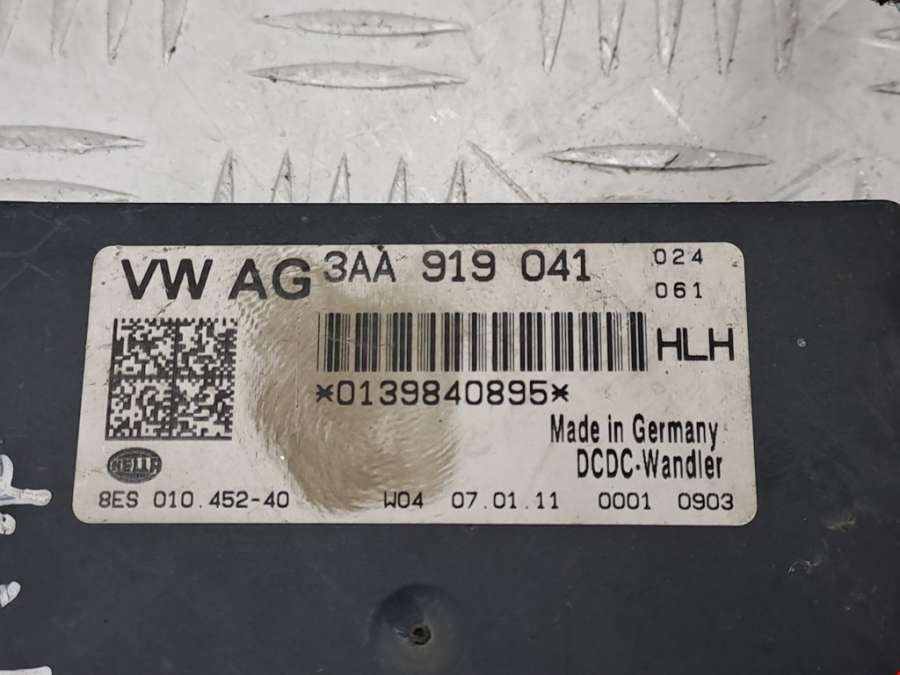 VW AG 3AA 919 041 024
061
HLH
*0139840895*
Made in Germany
HELLA DCDC-Wandler
8ES 010.452-40 W04 07.01.11 0001 0903